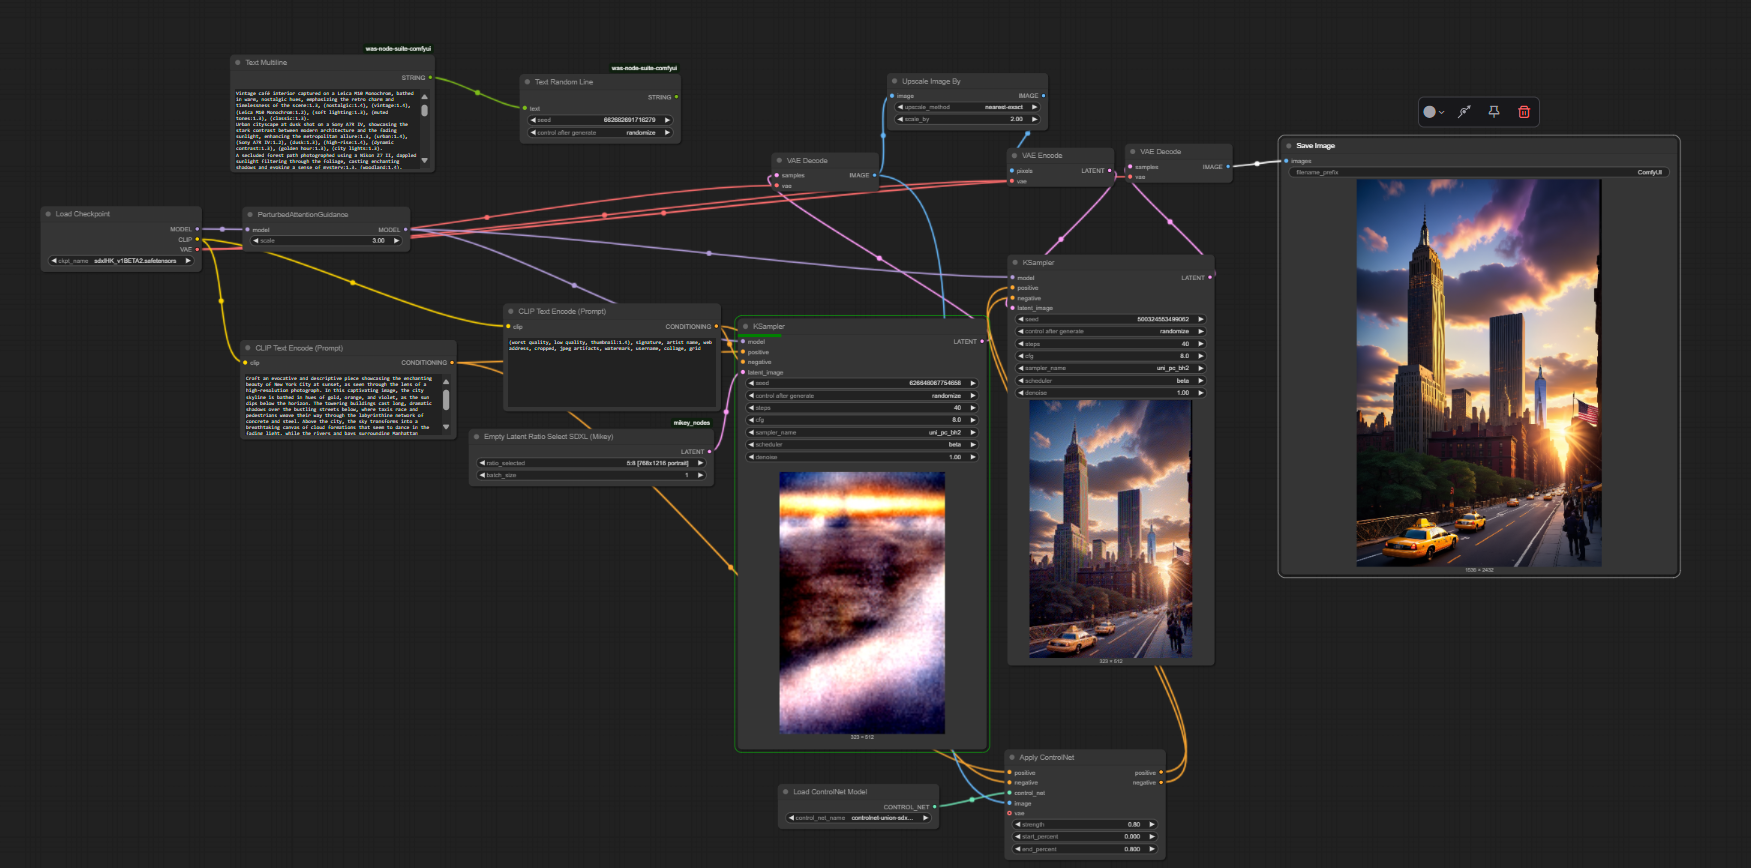 was-node-suite-comfyui
Text Multiline
STRING
Vintage café interior captured on a Leica M10 Monochrom, bathed
in warm, nostalgic hues, emphasizing the retro charm and
timelessness of the scene:1.3, (nostalgic:1.4), (vintage:1.4),
(Leica M10 Monochrom:1.2), (soft lighting:1.3), (muted
tones:1.3), (classic:1.3).
Urban cityscape at dusk shot on a Sony A7R IV, showcasing the
stark contrast between modern architecture and the fading
sunlight, enhancing the metropolitan allure:1.3, (urban:1.4),
(Sony A7R IV:1.2), (dusk:1.3), (high-rise:1.4), (dynamic
contrast:1.3), (golden hour:1.3), (city lights:1.3).
A secluded forest path photographed using a Nikon Z7 II, dappled
sunlight filtering through the foliage, casting enchanting
shadows and evoking a sense of mystery:1.3, (woodland:1.4),
was-node-suite-comfyui
Text Random Line
STRING
text
seed 662682691716279
control after generate randomize
Upscale Image By
image IMAGE
upscale_method nearest-exact
scale_by 2.00
VAE Decode
samples IMAGE
vae
VAE Encode
pixels LATENT
vae
VAE Decode
samples IMAGE
vae
Save Image
images
filename_prefix ComfyUI
Load Checkpoint
MODEL
CLIP
VAE
ckpt_name sdxlHK_v1BETA2.safetensors
PerturbedAttentionGuidance
model MODEL
scale 3.00
CLIP Text Encode (Prompt)
clip CONDITIONING
(worst quality, low quality, thumbnail:1.4), signature, artist name, web
address, cropped, jpeg artifacts, watermark, username, collage, grid
CLIP Text Encode (Prompt)
clip CONDITIONING
Craft an evocative and descriptive piece showcasing the enchanting
beauty of New York City at sunset, as seen through the lens of a
high-resolution photograph. In this captivating image, the city
skyline is bathed in hues of gold, orange, and violet, as the sun
dips below the horizon. The towering buildings cast long, dramatic
shadows over the bustling streets below, where taxis race and
pedestrians weave their way through the labyrinthine network of
concrete and steel. Above the city, the sky transforms into a
breathtaking canvas of cloud formations that seem to dance in the
fading light, while the rivers and bays surrounding Manhattan
mikey_nodes
Empty Latent Ratio Select SDXL (Mikey)
LATENT
ratio_selected 5:8 [768x1216 portrait]
batch_size 1
KSampler
model LATENT
positive
negative
latent_image
seed 626648067754658
control after generate randomize
steps 40
cfg 8.0
sampler_name uni_pc_bh2
scheduler beta
denoise 1.00
323 × 512
KSampler
model LATENT
positive
negative
latent_image
seed 500324553499062
control after generate randomize
steps 40
cfg 8.0
sampler_name uni_pc_bh2
scheduler beta
denoise 1.00
323 × 512
1536 × 2432
Load ControlNet Model
CONTROL_NET
control_net_name controlnet-union-sdx...
Apply ControlNet
positive positive
negative negative
control_net
image
vae
strength 0.80
start_percent 0.000
end_percent 0.800